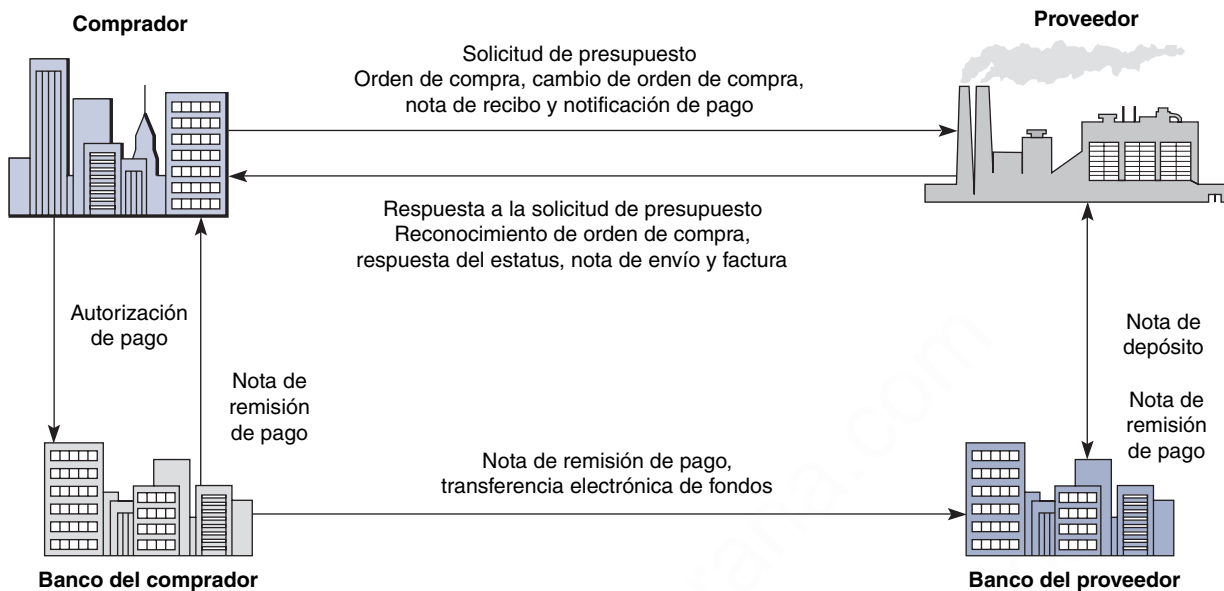 Comprador
Proveedor
Solicitud de presupuesto
Orden de compra, cambio de orden de compra,
nota de recibo y notificación de pago
Respuesta a la solicitud de presupuesto
Reconocimiento de orden de compra,
respuesta del estatus, nota de envío y factura
Autorización
de pago
Nota de
remisión
de pago
Nota de
depósito
Nota de
remisión
de pago
Nota de remisión de pago,
transferencia electrónica de fondos
Banco del comprador
Banco del proveedor